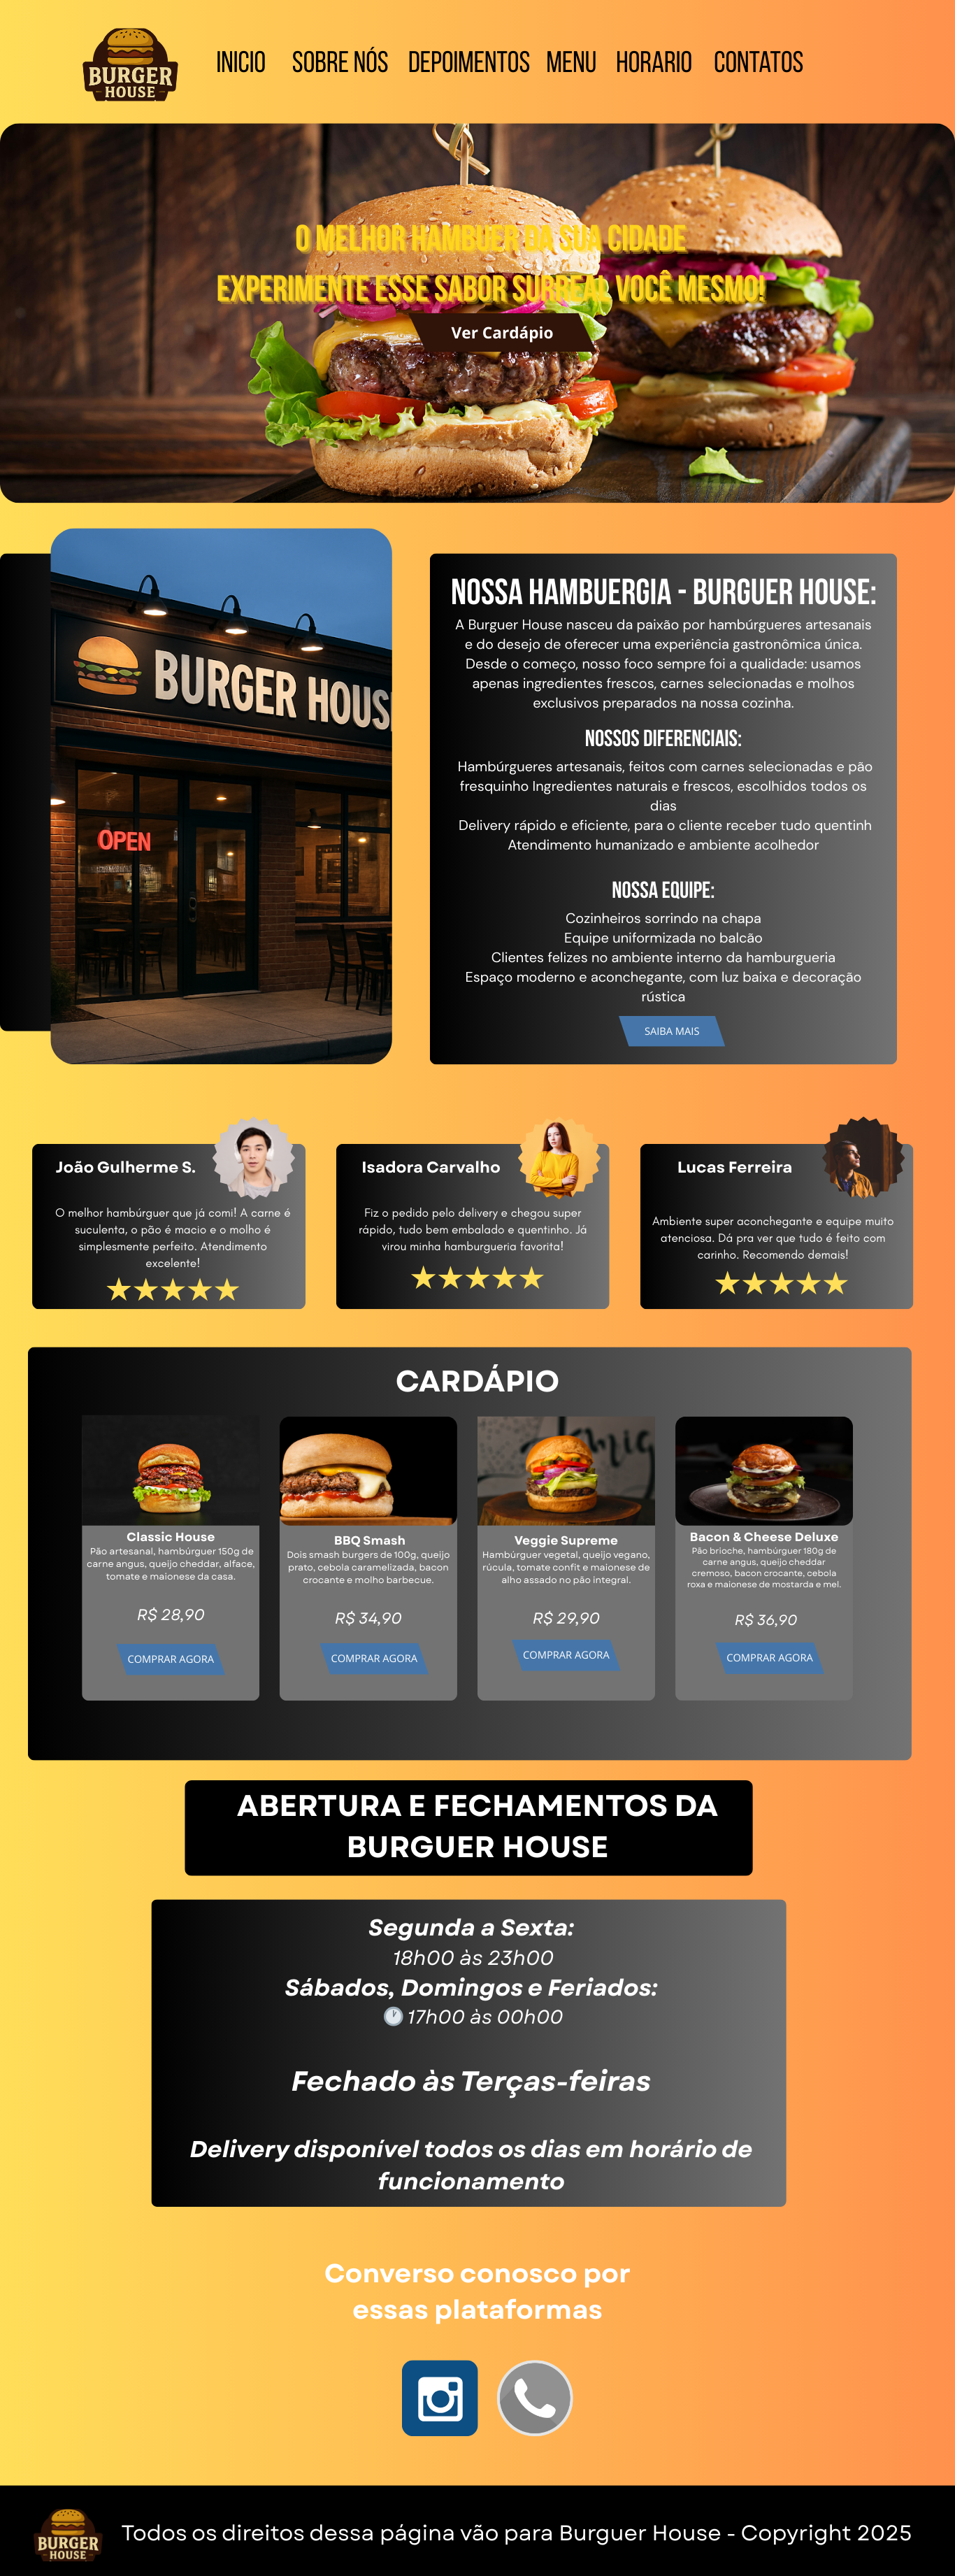 BURGER
HOUSE
INICIO SOBRE NÓS DEPOIMENTOS MENU HORARIO CONTATOS
O MELHOR HAMBUER DA SUA CIDADE
EXPERIMENTE ESSE SABOR SURREAL VOCÊ MESMO!
Ver Cardápio
BURGER HOUS
OPEN
NOSSA HAMBUERGIA - BURGUER HOUSE:
A Burguer House nasceu da paixão por hambúrgueres artesanais
e do desejo de oferecer uma experiência gastronômica única.
Desde o começo, nosso foco sempre foi a qualidade: usamos
apenas ingredientes frescos, carnes selecionadas e molhos
exclusivos preparados na nossa cozinha.
NOSSOS DIFERENCIAIS:
Hambúrgueres artesanais, feitos com carnes selecionadas e pão
fresquinho Ingredientes naturais e frescos, escolhidos todos os
dias
Delivery rápido e eficiente, para o cliente receber tudo quentinh
Atendimento humanizado e ambiente acolhedor
NOSSA EQUIPE:
Cozinheiros sorrindo na chapa
Equipe uniformizada no balcão
Clientes felizes no ambiente interno da hamburgueria
Espaço moderno e aconchegante, com luz baixa e decoração
rústica
SAIBA MAIS
João Gulherme S.
O melhor hambúrguer que já comi! A carne é
suculenta, o pão é macio e o molho é
simplesmente perfeito. Atendimento
excelente!
Isadora Carvalho
Fiz o pedido pelo delivery e chegou super
rápido, tudo bem embalado e quentinho. Já
virou minha hamburgueria favorita!
Lucas Ferreira
Ambiente super aconchegante e equipe muito
atenciosa. Dá pra ver que tudo é feito com
carinho. Recomendo demais!
CARDÁPIO
Classic House
Pão artesanal, hambúrguer 150g de
carne angus, queijo cheddar, alface,
tomate e maionese da casa.
R$ 28,90
COMPRAR AGORA
BBQ Smash
Dois smash burgers de 100g, queijo
prato, cebola caramelizada, bacon
crocante e molho barbecue.
R$ 34,90
COMPRAR AGORA
Veggie Supreme
Hambúrguer vegetal, queijo vegano,
rúcula, tomate confit e maionese de
alho assado no pão integral.
R$ 29,90
COMPRAR AGORA
Bacon & Cheese Deluxe
Pão brioche, hambúrguer 180g de
carne angus, queijo cheddar
cremoso, bacon crocante, cebola
roxa e maionese de mostarda e mel.
R$ 36,90
COMPRAR AGORA
ABERTURA E FECHAMENTOS DA
BURGUER HOUSE
Segunda a Sexta:
18h00 às 23h00
Sábados, Domingos e Feriados:
🕐 17h00 às 00h00
Fechado às Terças-feiras
Delivery disponível todos os dias em horário de
funcionamento
Converso conosco por
essas plataformas
BURGER
HOUSE
Todos os direitos dessa página vão para Burguer House - Copyright 2025